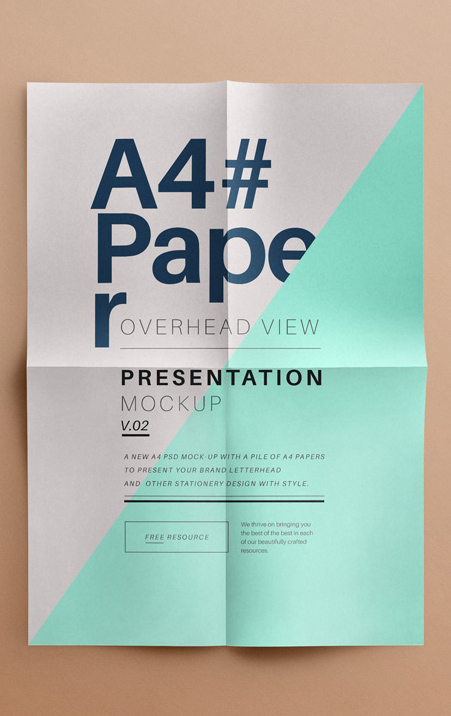 A4#
Pape
r
OVERHEAD VIEW
PRESENTATION
MOCKUP
V.02
A NEW A4 PSD MOCK-UP WITH A PILE OF A4 PAPERS
TO PRESENT YOUR BRAND LETTERHEAD
AND OTHER STATIONERY DESIGN WITH STYLE.
FREE RESOURCE
We thrive on bringing you
the best of the best in each
of our beautifully crafted
resources.